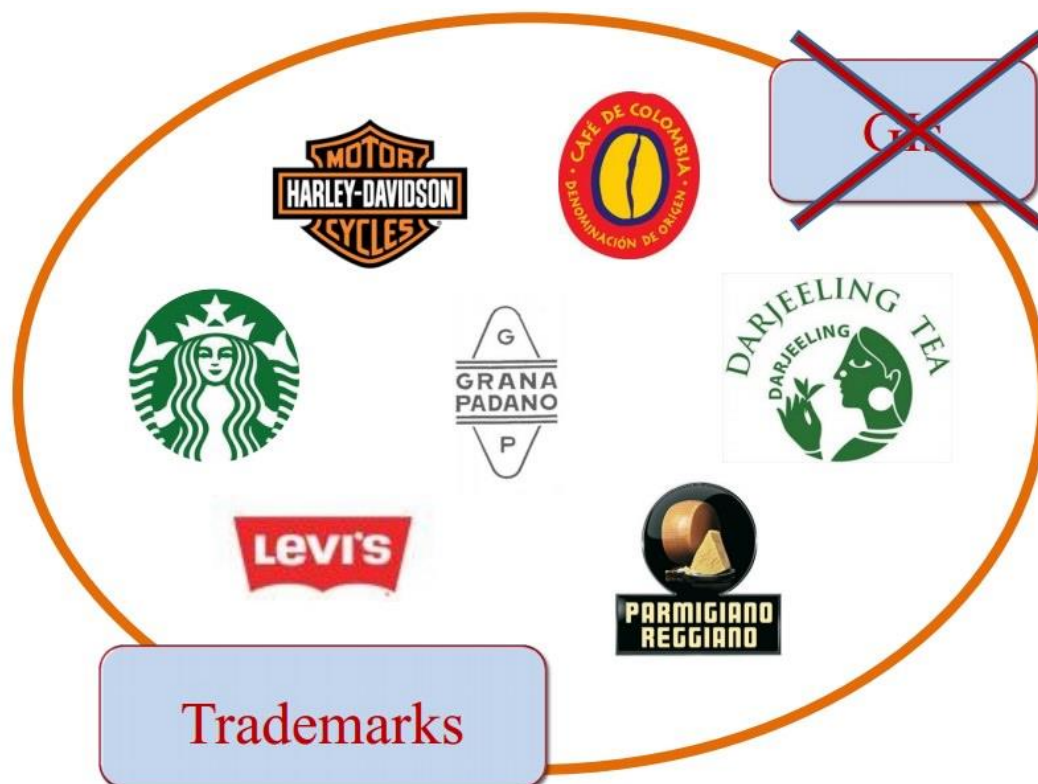 GIs
MOTOR
HARLEY-DAVIDSON
CYCLES
CAFÉ DE COLOMBIA
DENOMINACIÓN DE ORIGEN
DARJEELING TEA
DARJEELING
G
GRANA
PADANO
P
LEVI'S
PARMIGIANO
REGGIANO
Trademarks